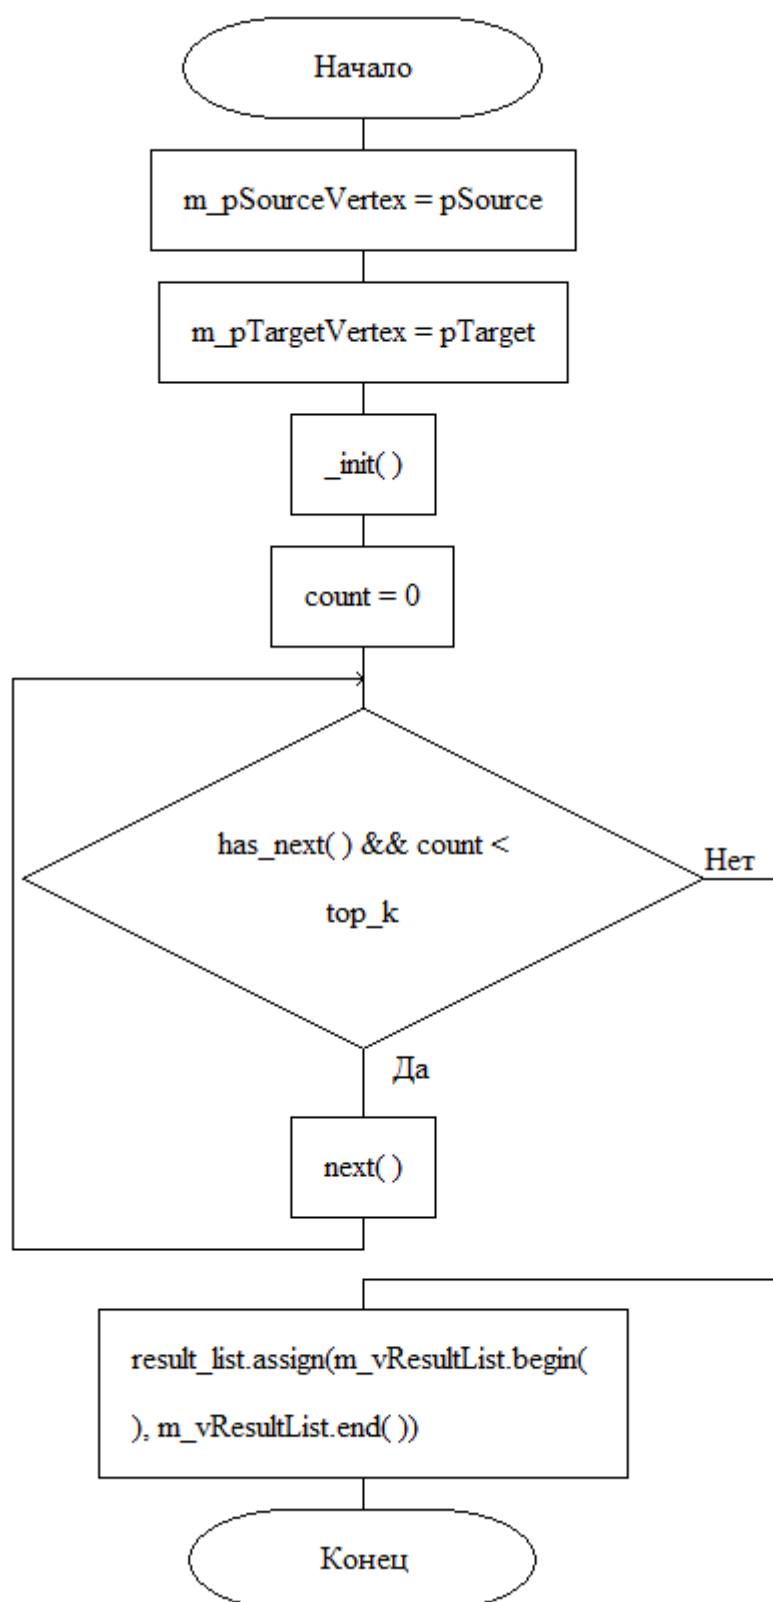 Начало
m_pSourceVertex = pSource
m_pTargetVertex = pTarget
_init( )
count = 0
has_next( ) && count <
top_k
Нет
Да
next( )
result_list.assign(m_vResultList.begin(
), m_vResultList.end( ))
Конец